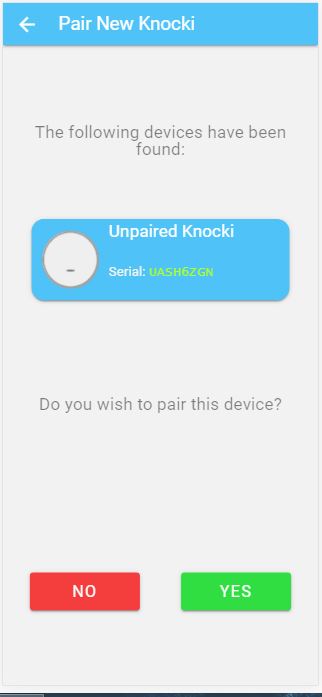 Pair New Knocki
The following devices have been
found:
Unpaired Knocki
Serial: UASH6ZGN
Do you wish to pair this device?
NO
YES